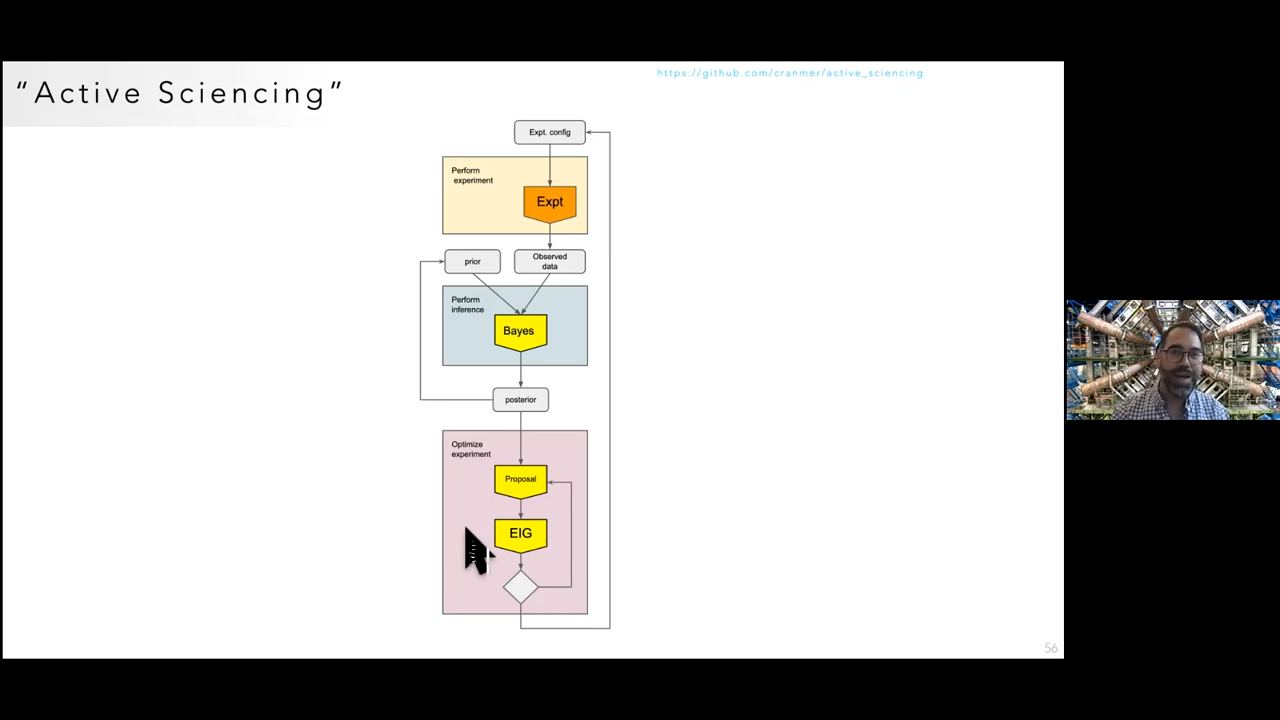 “Active Sciencing”
https://github.com/cranmer/active_sciencing
Expt. config
Perform
experiment
Expt
prior
Observed
data
Perform
inference
Bayes
posterior
Optimize
experiment
Proposal
EIG
56